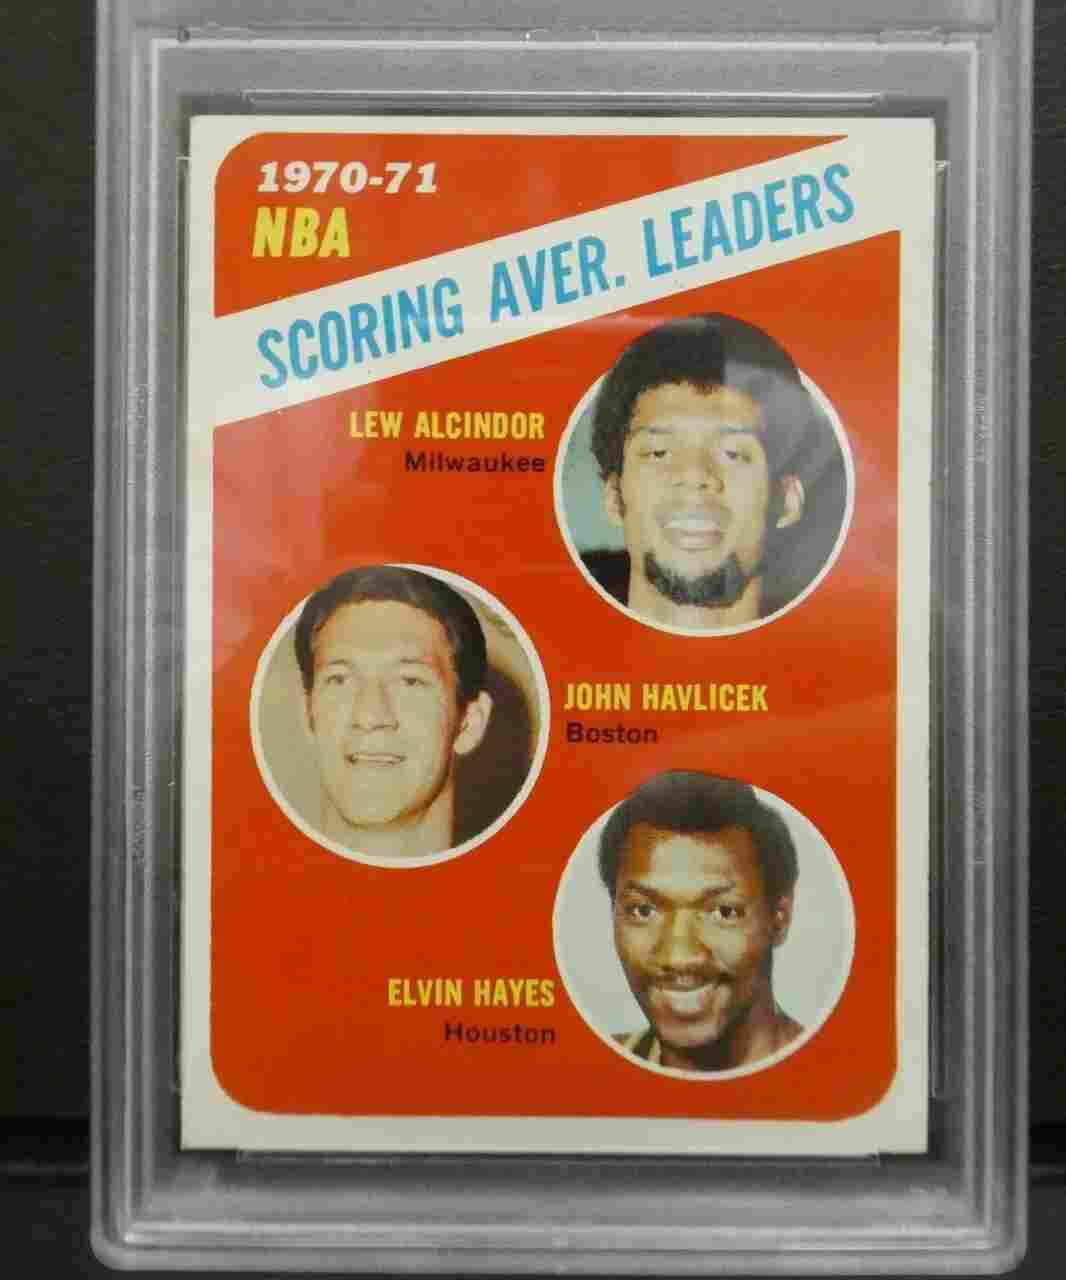 1970-71
NBA
SCORING AVER. LEADERS
LEW ALCINDOR
Milwaukee
JOHN HAVLICEK
Boston
ELVIN HAYES
Houston